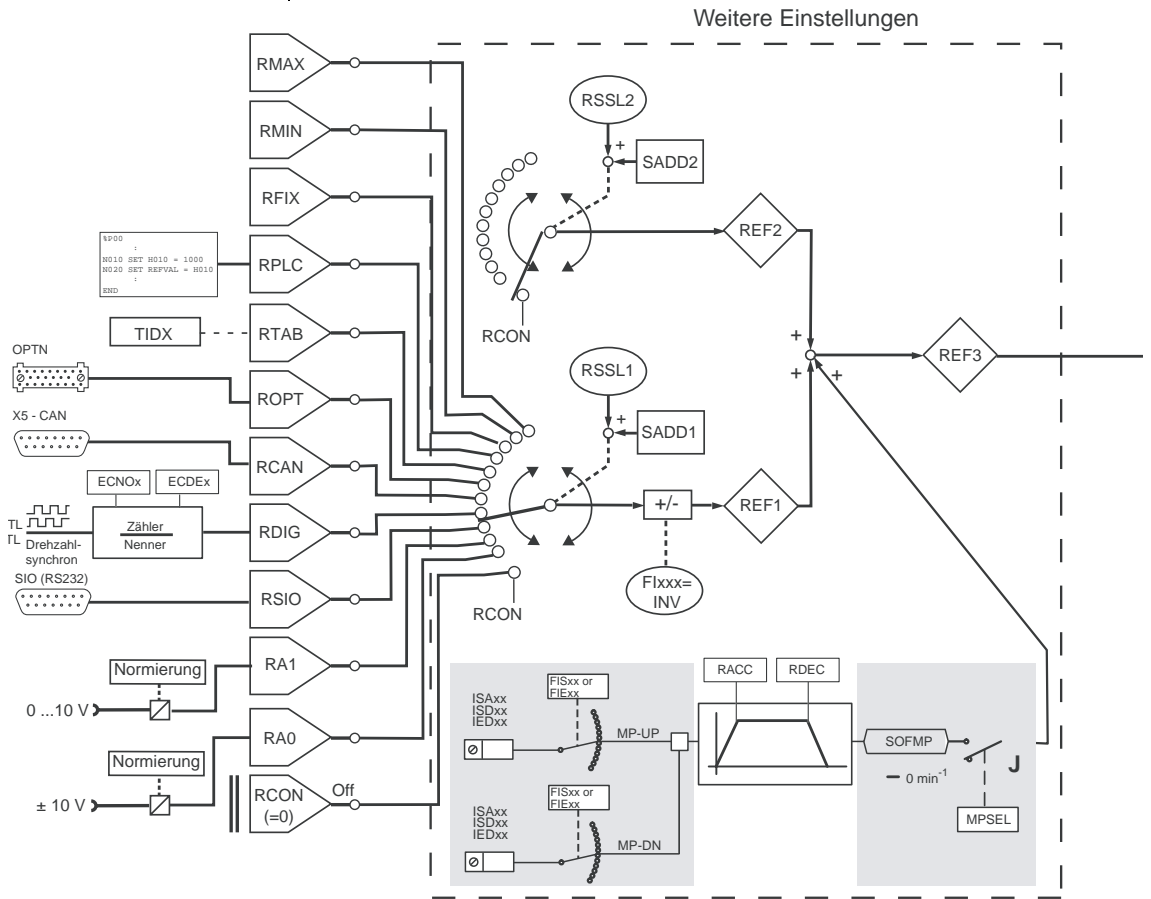 Weitere Einstellungen
RMAX
RMIN
RFIX
RPLC
RTAB
ROPT
RCAN
RDIG
RSIO
RA1
RA0
RCON
(=0)
Off
%P00
:
N010 SET H010 = 1000
N020 SET REFVAL = H010
:
END
TIDX
OPTN
X5 - CAN
ECNOx
ECDEx
Zähler
Nenner
TL
TL
Drehzahl-
synchron
SIO (RS232)
Normierung
0 ...10 V
Normierung
± 10 V
RSSL2
+
SADD2
REF2
RCON
RSSL1
+
SADD1
+/-
REF1
FIxxx=
INV
RCON
+
+
+
REF3
ISAxx
ISDxx
IEDxx
FISxx or
FIExx
MP-UP
ISAxx
ISDxx
IEDxx
FISxx or
FIExx
MP-DN
RACC
RDEC
SOFMP
0 min-1
J
MPSEL